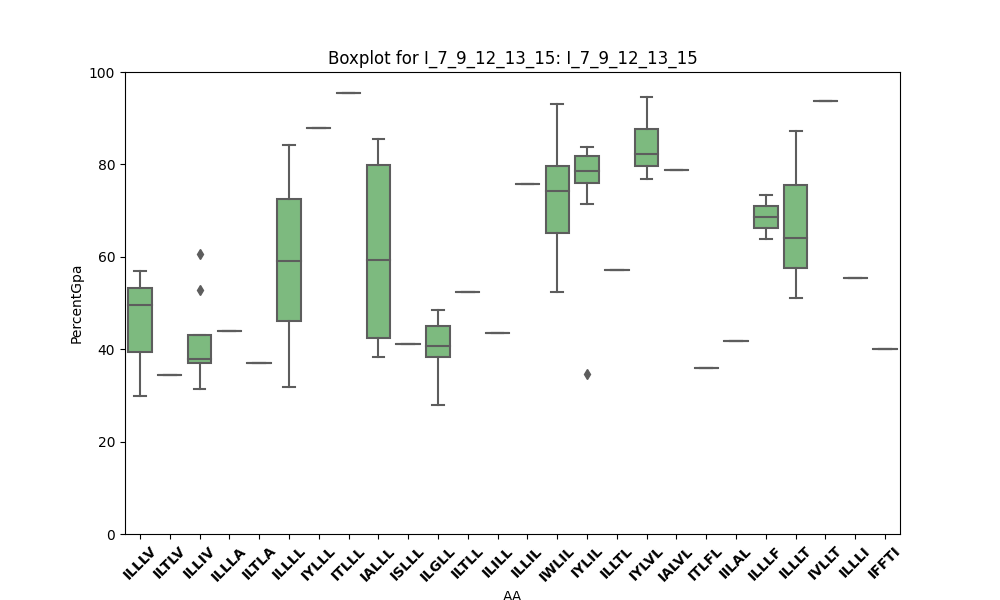 Boxplot for I_7_9_12_13_15: I_7_9_12_13_15
PercentGpa
100
80
60
40
20
0
ILLLV
ILTLV
ILLIV
ILLLA
ILTLA
ILLLL
IYLLL
ITLLL
IALLL
ISLLL
ILGLL
ILTLL
ILILL
ILLIL
IWLIL
IYLIL
ILLTL
IYLVL
IALVL
ITLFL
IILAL
ILLLF
ILLLT
IVLLT
ILLLI
IFFTI
AA